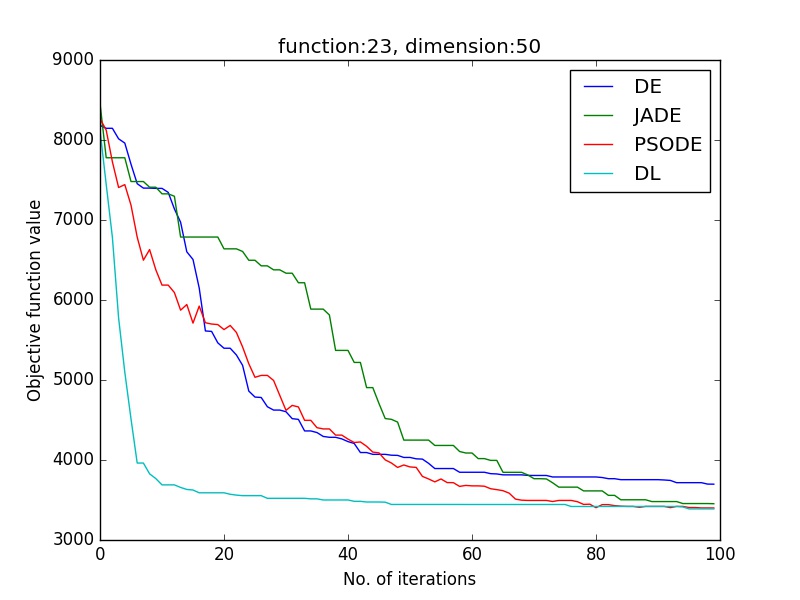 function:23, dimension:50
9000
8000
7000
6000
5000
4000
3000
Objective function value
DE
JADE
PSODE
DL
0
20
40
60
80
100
No. of iterations